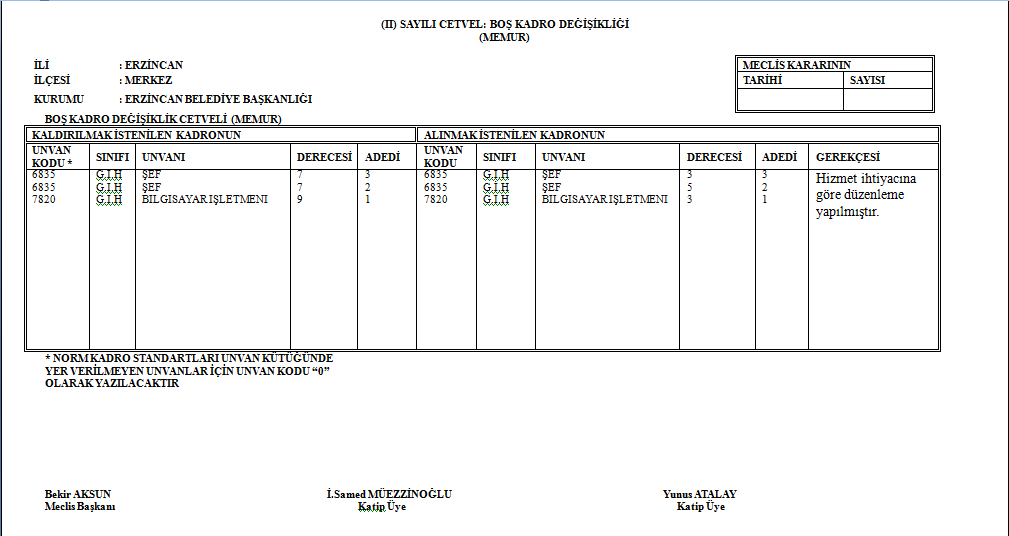 (II) SAYILI CETVEL: BOŞ KADRO DEĞİŞİKLİĞİ
(MEMUR)
İLİ : ERZİNCAN
İLÇESİ : MERKEZ
KURUMU : ERZİNCAN BELEDİYE BAŞKANLIĞI
MECLİS KARARININ
TARİHİ SAYISI
BOŞ KADRO DEĞİŞİKLİK CETVELİ (MEMUR)
KALDIRILMAK İSTENİLEN KADRONUN ALINMAK İSTENİLEN KADRONUN
UNVAN KODU * SINIFI UNVANI DERECESİ ADEDİ UNVAN KODU SINIFI UNVANI DERECESİ ADEDİ GEREKÇESİ
6835 G.İ.H ŞEF 7 3 6835 G.İ.H ŞEF 3 3 Hizmet ihtiyacına
6835 G.İ.H ŞEF 7 2 6835 G.İ.H ŞEF 5 2 göre düzenleme
7820 G.İ.H BİLGİSAYAR İŞLETMENİ 9 1 7820 G.İ.H BİLGİSAYAR İŞLETMENİ 3 1 yapılmıştır.
* NORM KADRO STANDARTLARI UNVAN KÜTÜĞÜNDE
YER VERİLMEYEN UNVANLAR İÇİN UNVAN KODU “0”
OLARAK YAZILACAKTIR
Bekir AKSUN İ.Samed MÜEZZİNOĞLU Yunus ATALAY
Meclis Başkanı Katip Üye Katip Üye